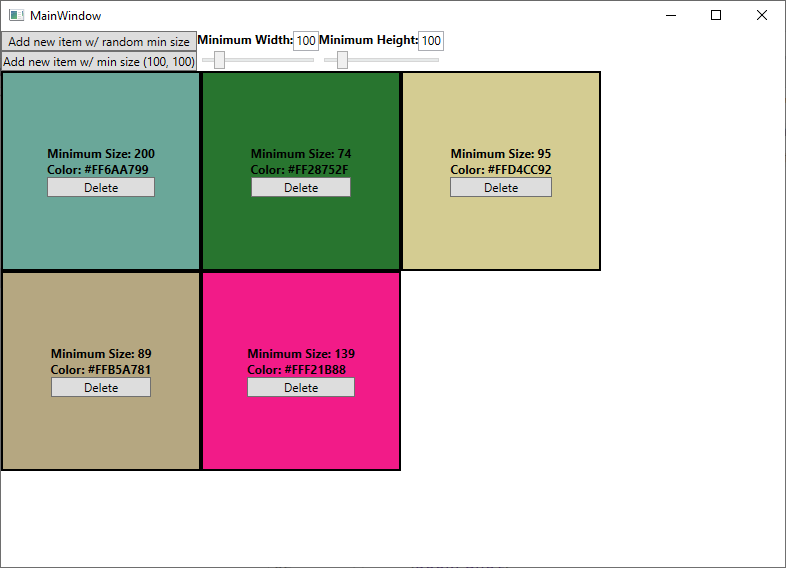 MainWindow
Add new item w/ random min size
Minimum Width: 100 Minimum Height: 100
Add new item w/ min size (100, 100)
Minimum Size: 200
Color: #FF6AA799
Delete
Minimum Size: 74
Color: #FF28752F
Delete
Minimum Size: 95
Color: #FFD4CC92
Delete
Minimum Size: 89
Color: #FFB5A781
Delete
Minimum Size: 139
Color: #FFF21B88
Delete